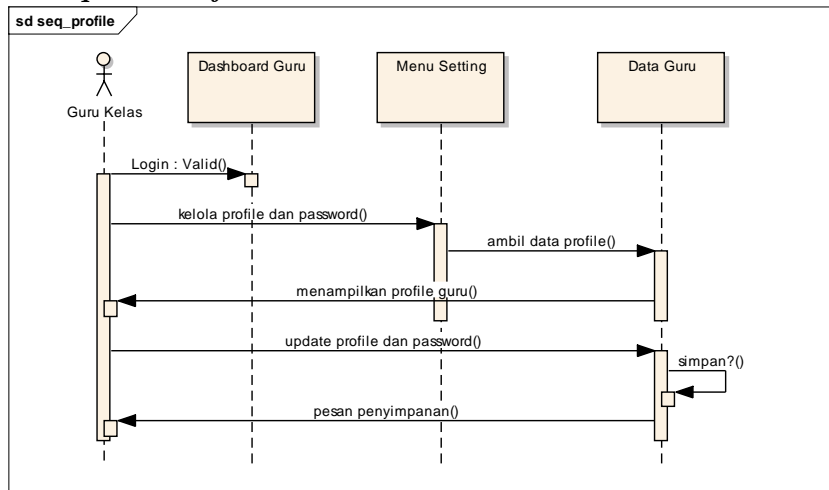 sd seq_profile
Guru Kelas
Dashboard Guru
Menu Setting
Data Guru
Login : Valid()
kelola profile dan password()
ambil data profile()
menampilkan profile guru()
update profile dan password()
simpan?()
pesan penyimpanan()